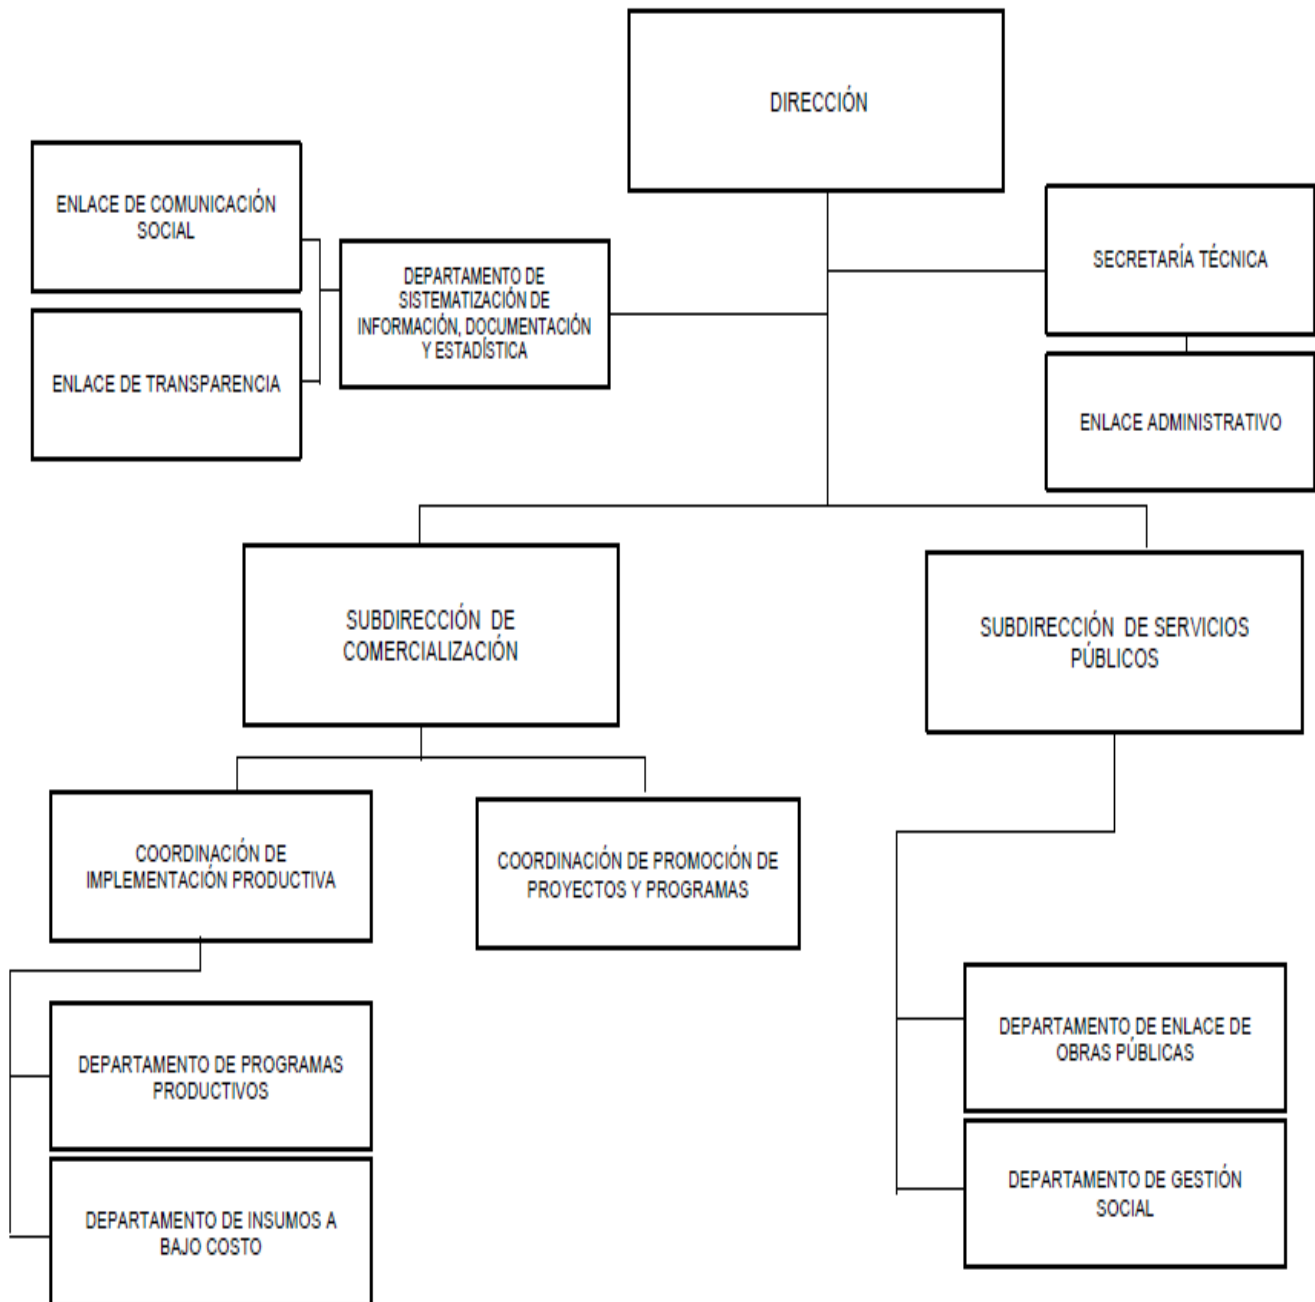 DIRECCIÓN
ENLACE DE COMUNICACIÓN
SOCIAL
DEPARTAMENTO DE
SISTEMATIZACIÓN DE
INFORMACIÓN, DOCUMENTACIÓN
Y ESTADÍSTICA
SECRETARÍA TÉCNICA
ENLACE DE TRANSPARENCIA
ENLACE ADMINISTRATIVO
SUBDIRECCIÓN DE
COMERCIALIZACIÓN
SUBDIRECCIÓN DE SERVICIOS
PÚBLICOS
COORDINACIÓN DE
IMPLEMENTACIÓN PRODUCTIVA
COORDINACIÓN DE PROMOCIÓN DE
PROYECTOS Y PROGRAMAS
DEPARTAMENTO DE PROGRAMAS
PRODUCTIVOS
DEPARTAMENTO DE ENLACE DE
OBRAS PÚBLICAS
DEPARTAMENTO DE INSUMOS A
BAJO COSTO
DEPARTAMENTO DE GESTIÓN
SOCIAL